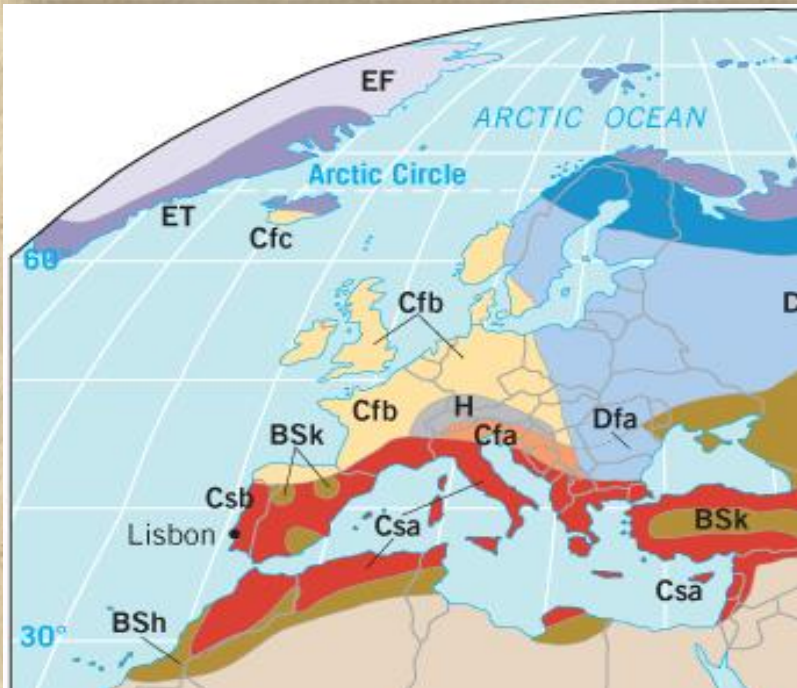 EF
ARCTIC OCEAN
Arctic Circle
ET
Cfc
60
Cfb
D
Cfb
H
Dfa
BSk
Cfa
Csb
Csa
BSk
Lisbon
Csa
BSh
30°